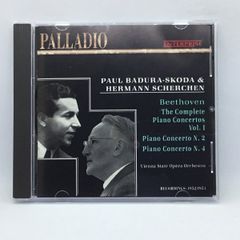 PALLADIO
ENTERPRISE
PAUL BADURA-SKODA &
HERMANN SCHERCHEN
Beethoven
The Complete
Piano Concertos
Vol. 1
Piano Concerto N. 2
Piano Concerto N. 4
Vienna State Opera Orchestra